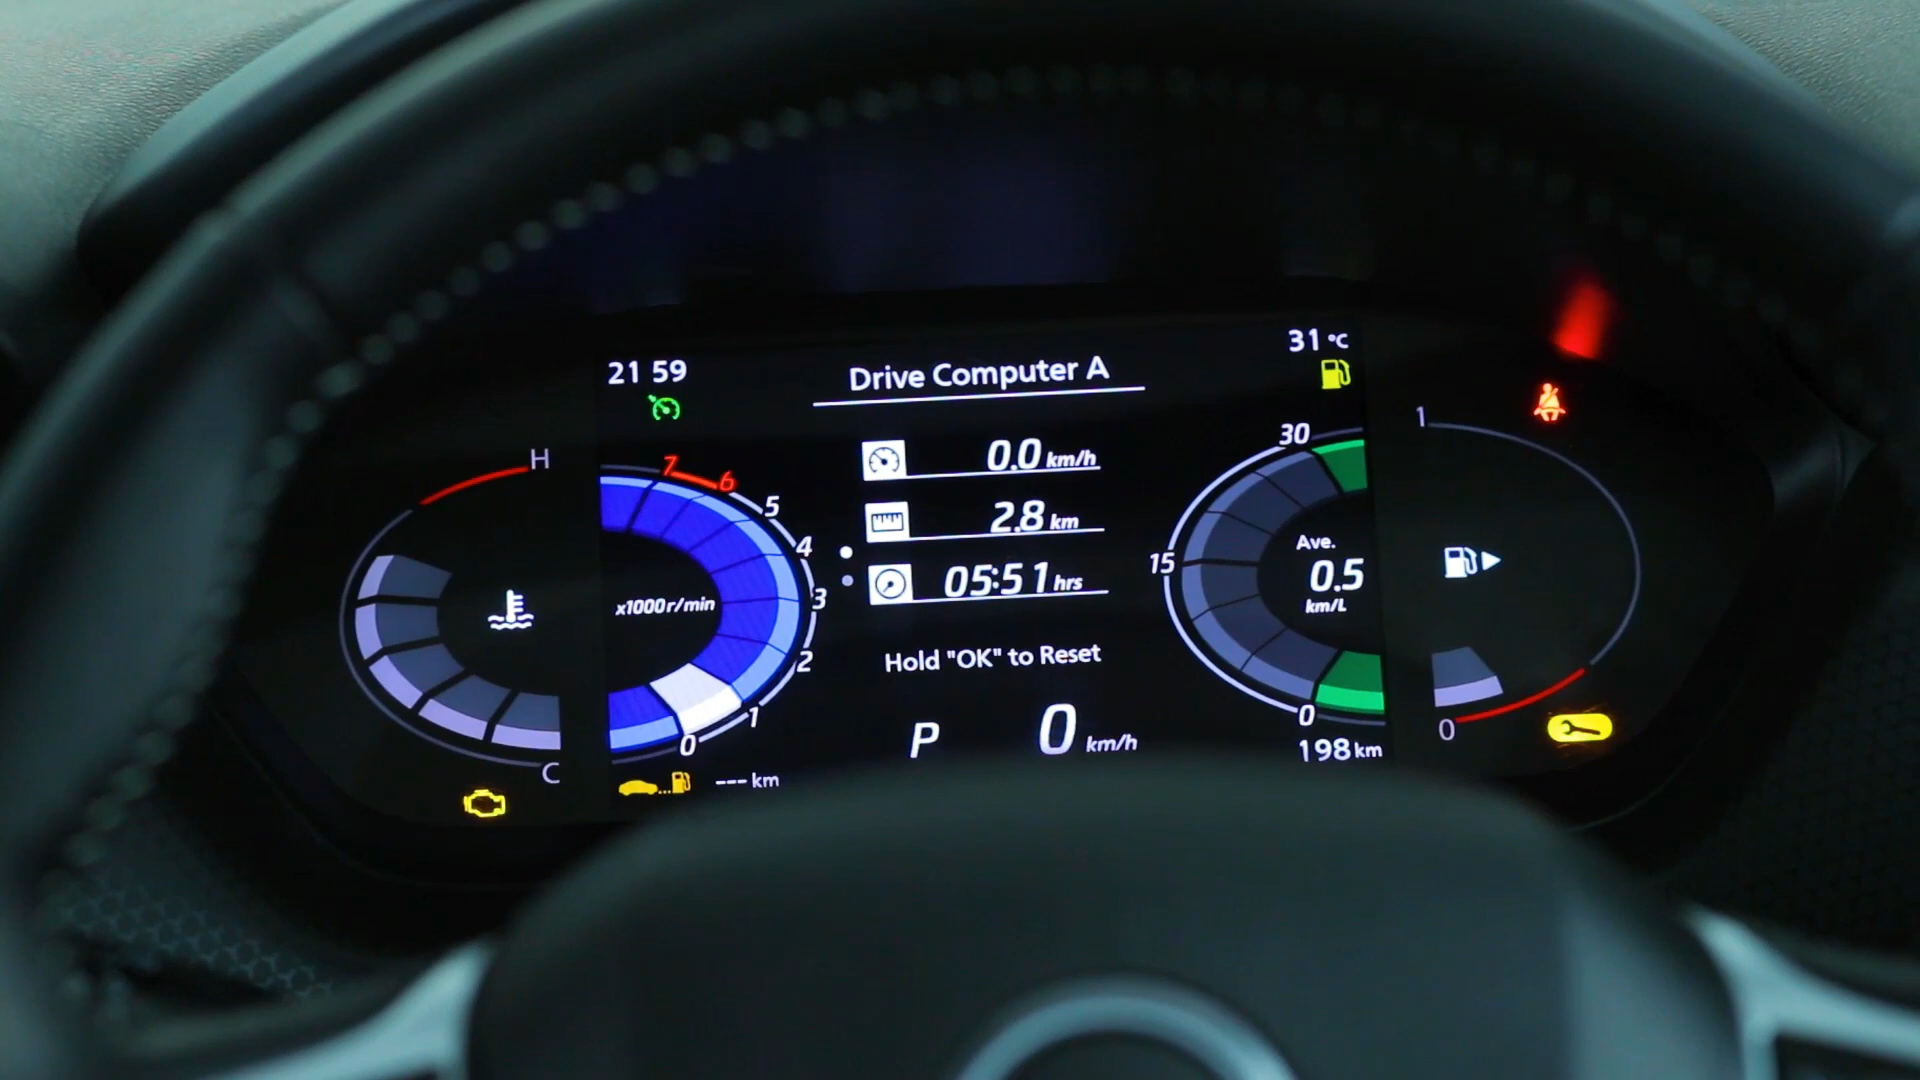 21 59
Drive Computer A
31 °C
H
7
6
5
4
3
2
1
0
x1000 r/min
C
0.0 km/h
2.8 km
05:51 hrs
Hold "OK" to Reset
P
0 km/h
--- km
30
15
0
Ave.
0.5
km/L
198 km
1
0